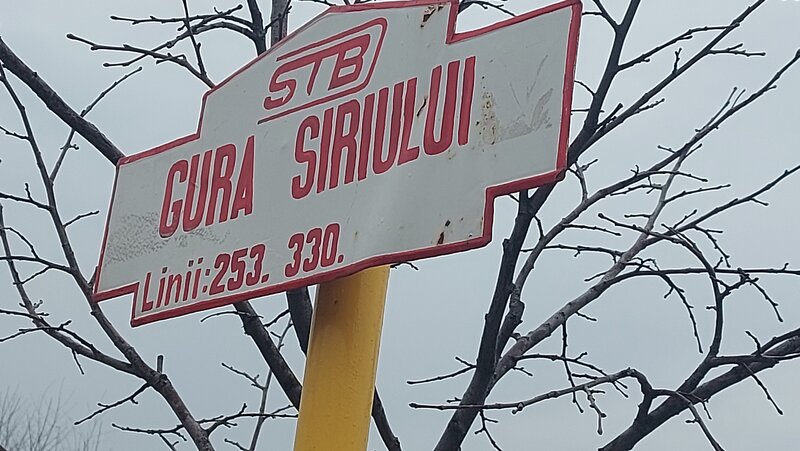 STB
GURA SIRIULUI
Linii: 253. 330.